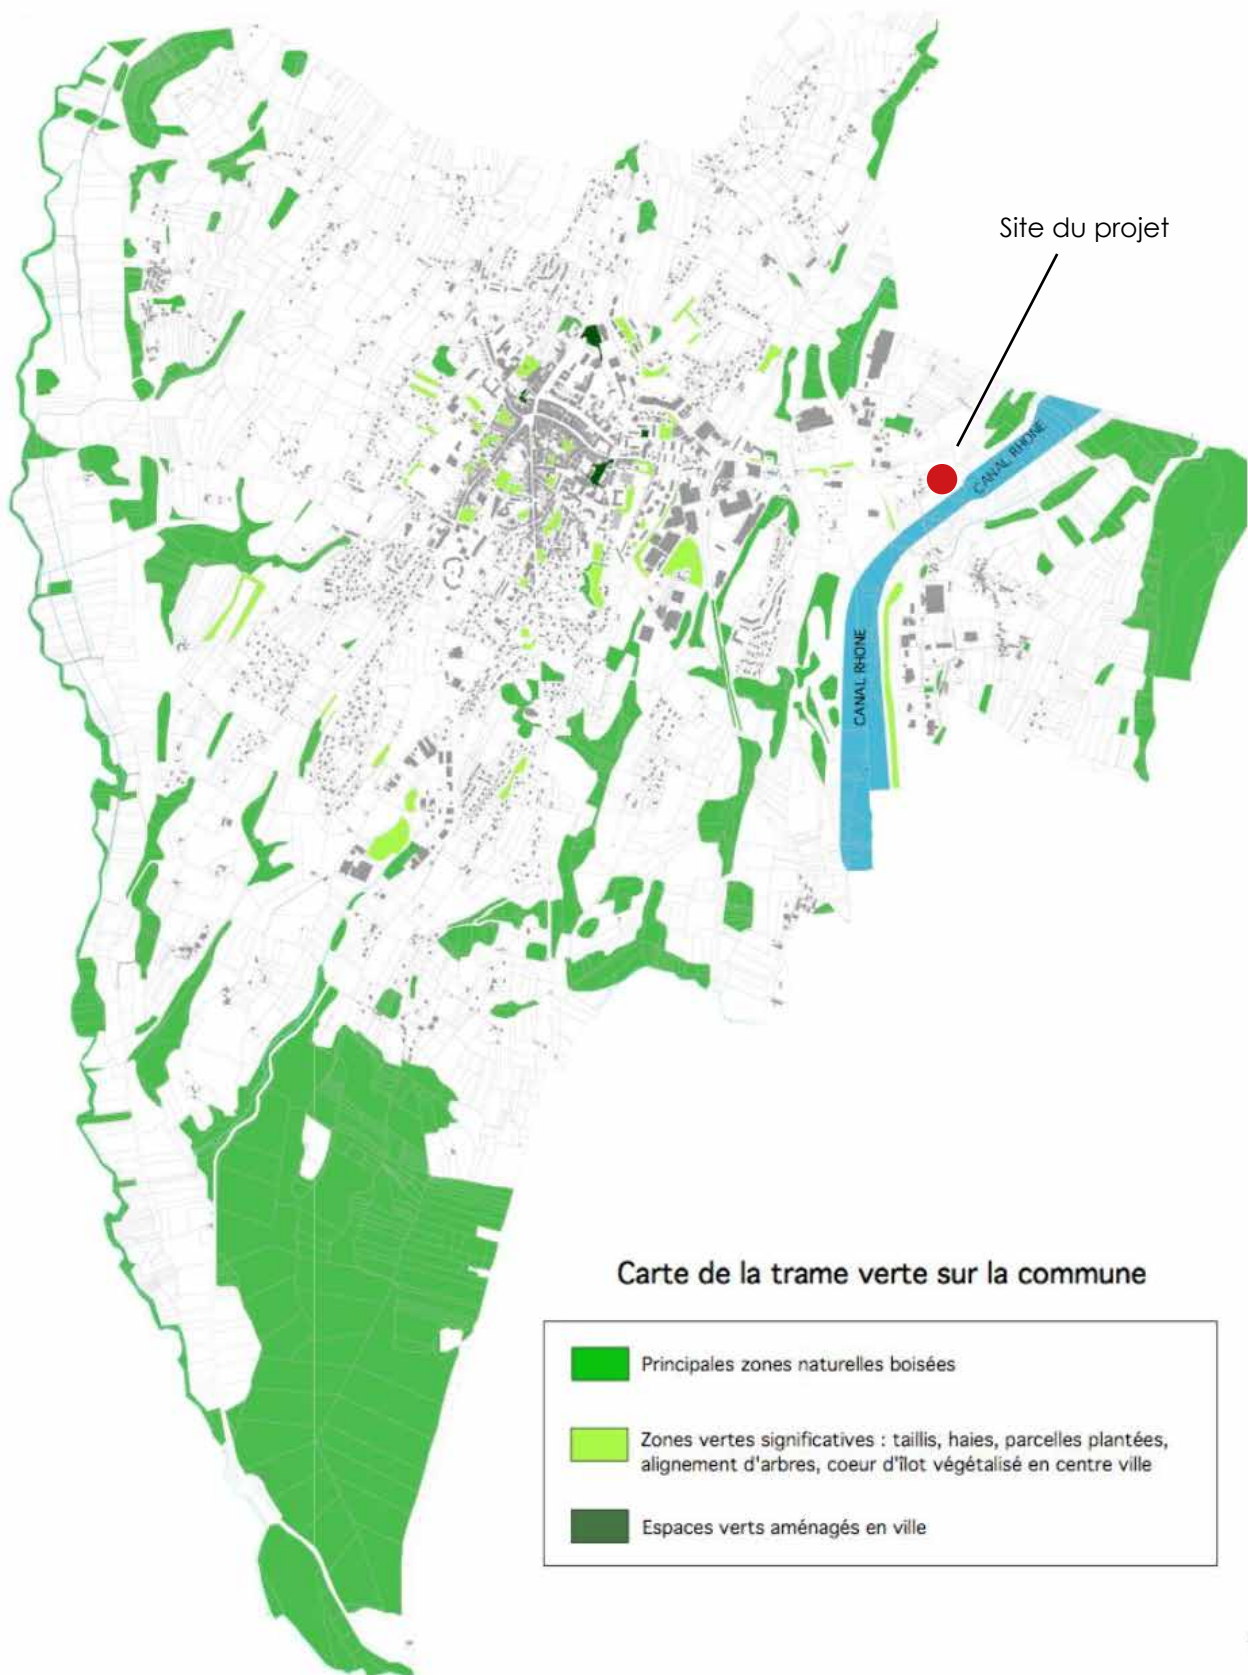 Site du projet
CANAL RHONE
CANAL RHONE
Carte de la trame verte sur la commune
Principales zones naturelles boisées
Zones vertes significatives : taillis, haies, parcelles plantées,
alignement d'arbres, coeur d'îlot végétalisé en centre ville
Espaces verts aménagés en ville